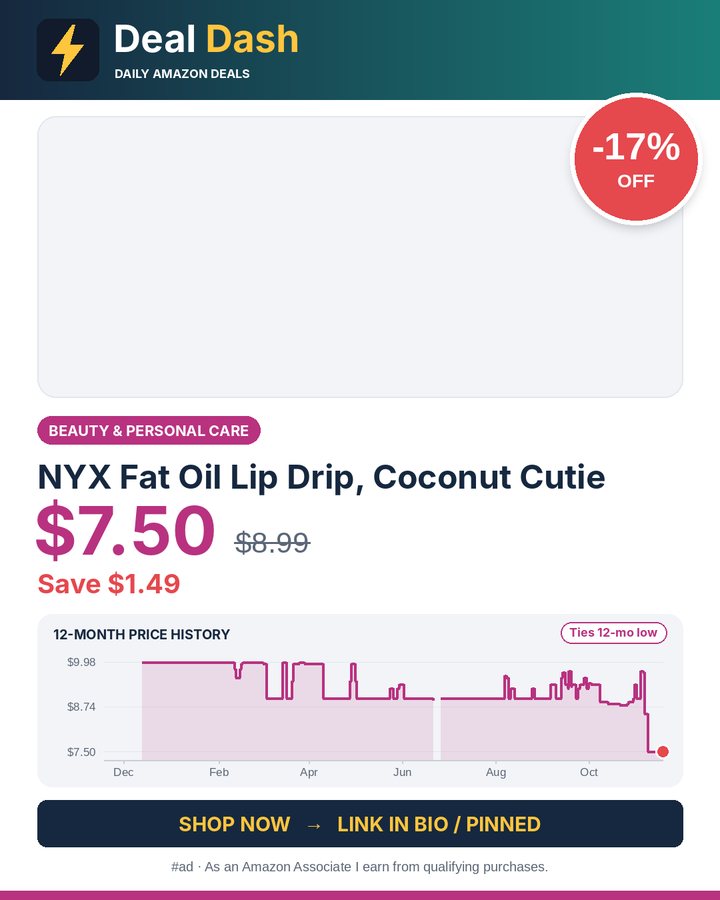 Deal Dash
DAILY AMAZON DEALS
-17%
OFF
BEAUTY & PERSONAL CARE
NYX Fat Oil Lip Drip, Coconut Cutie
$7.50 $8.99
Save $1.49
12-MONTH PRICE HISTORY
Ties 12-mo low
$9.98
$8.74
$7.50
Dec Feb Apr Jun Aug Oct
SHOP NOW → LINK IN BIO / PINNED
#ad · As an Amazon Associate I earn from qualifying purchases.